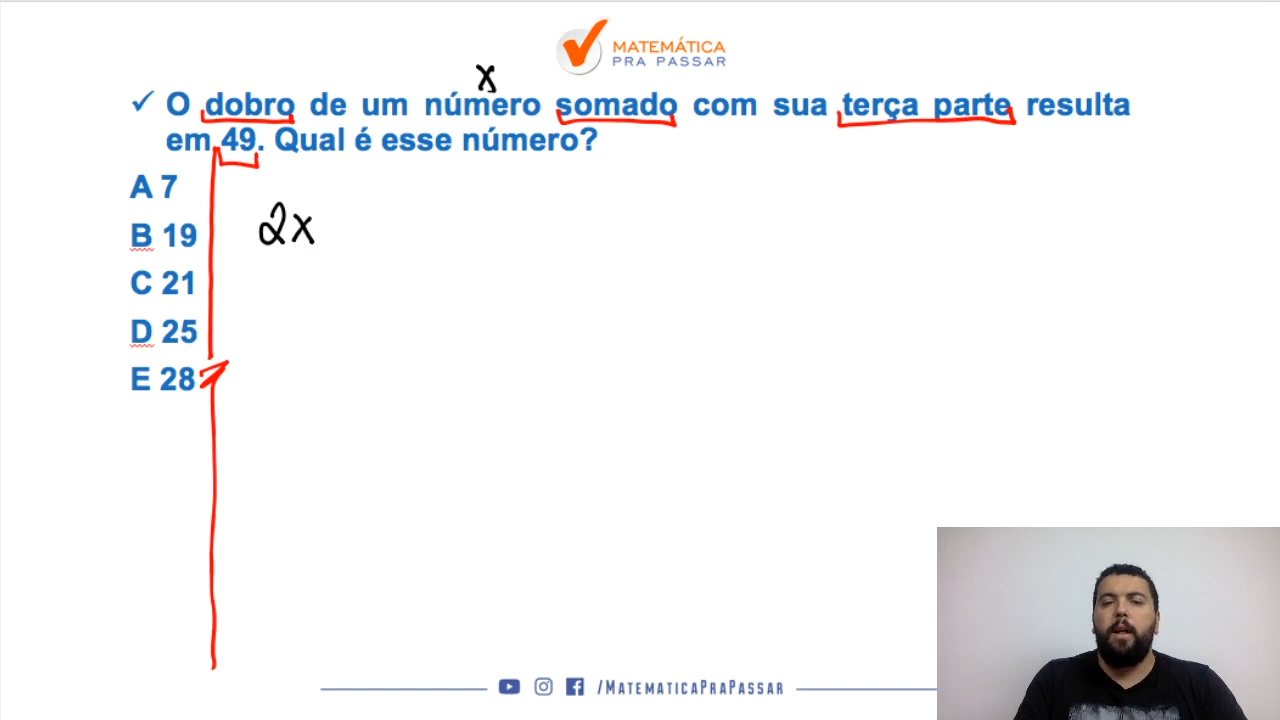 MATEMÁTICA
PRA PASSAR
x
✓ O dobro de um número somado com sua terça parte resulta
em 49. Qual é esse número?
A 7
B 19
2x
C 21
D 25
E 28
/MATEMATICAPRAPASSAR